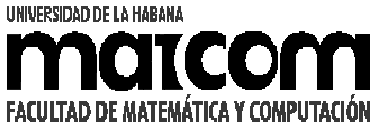 UNIVERSIDAD DE LA HABANA
matcom
FACULTAD DE MATEMÁTICA Y COMPUTACIÓN